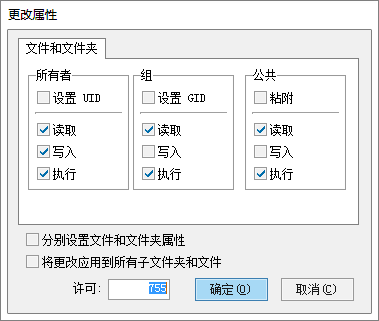 更改属性
文件和文件夹
所有者 组 公共
设置 UID 设置 GID 粘附
读取 读取 读取
写入 写入 写入
执行 执行 执行
分别设置文件和文件夹属性
将更改应用到所有子文件夹和文件
许可: 755 确定(O) 取消(C)